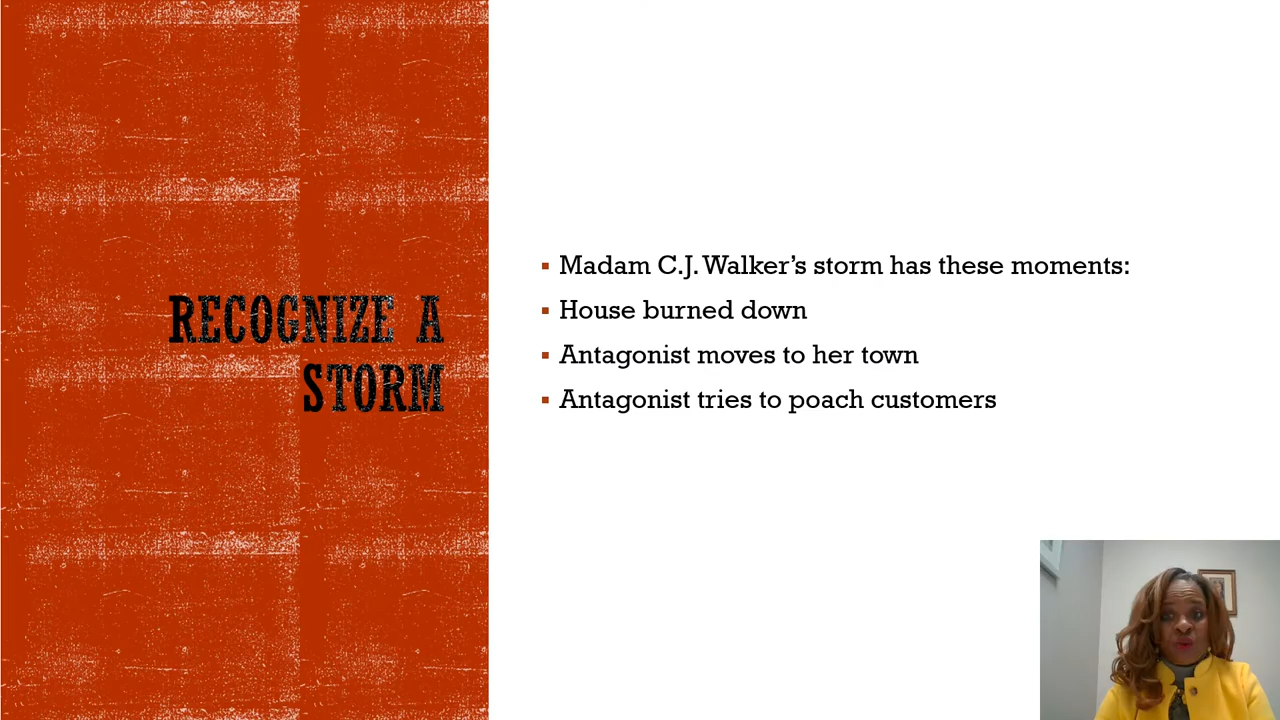 RECOGNIZE A
STORM
Madam C.J. Walker’s storm has these moments:
House burned down
Antagonist moves to her town
Antagonist tries to poach customers